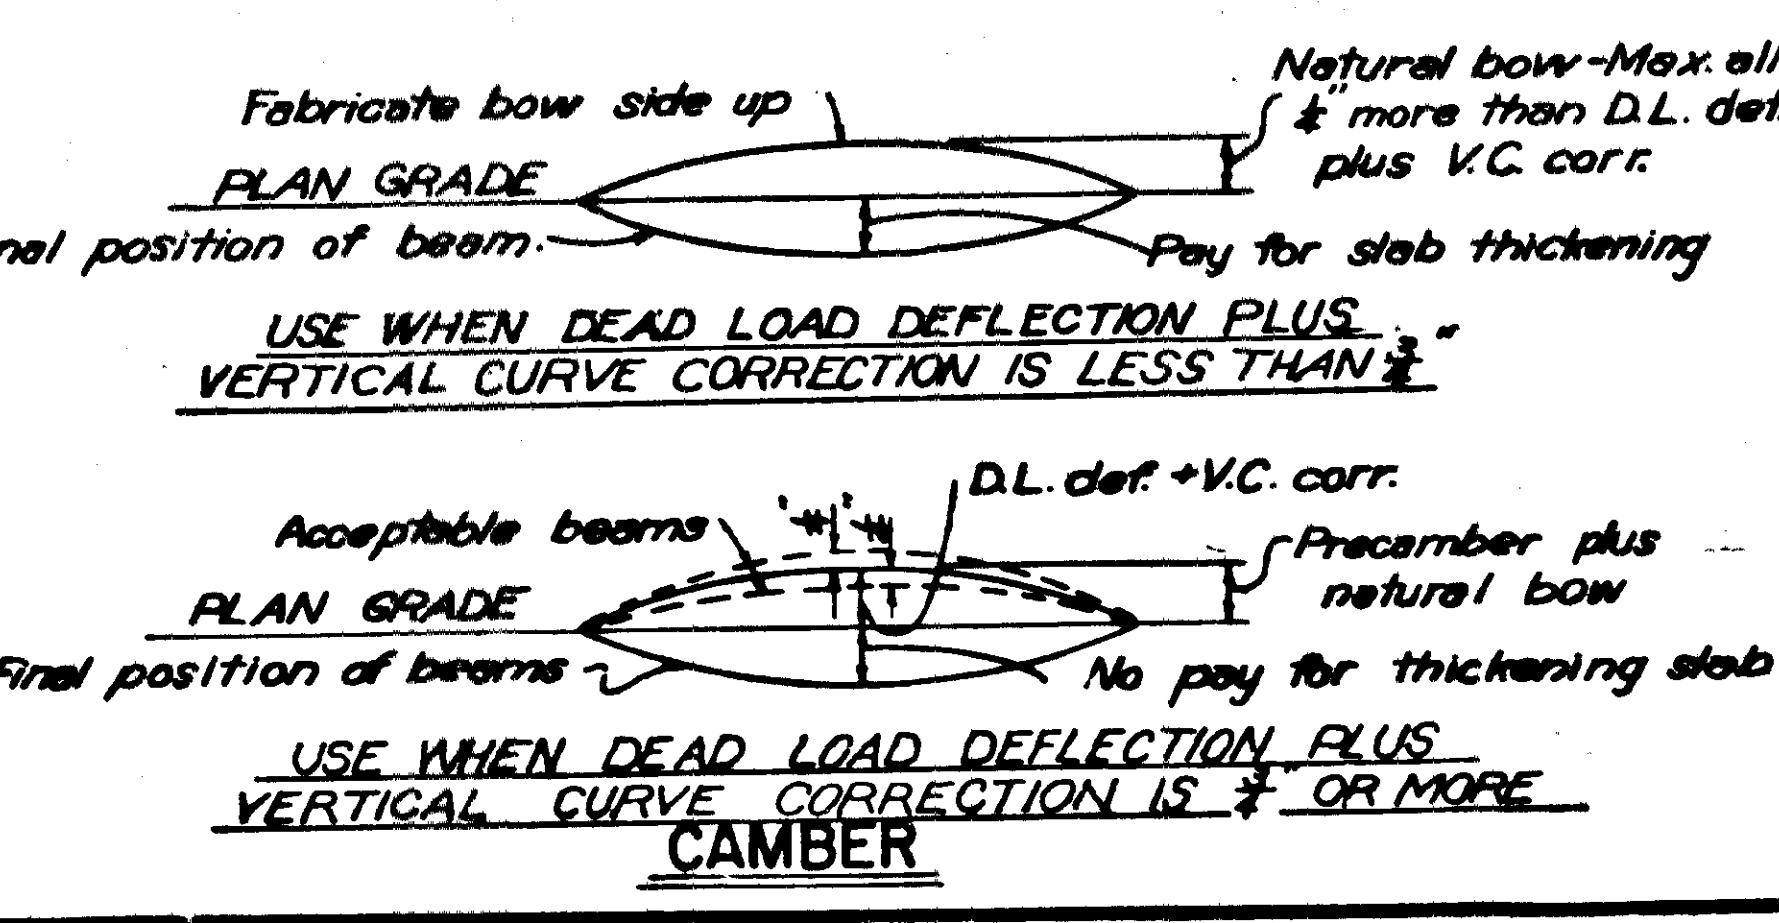 Natural bow-Max. all
Fabricate bow side up
¼" more than D.L. def.
plus V.C. corr.
PLAN GRADE
nal position of beam.
Pay for slab thickening
USE WHEN DEAD LOAD DEFLECTION PLUS
VERTICAL CURVE CORRECTION IS LESS THAN ¾"
D.L. def. + V.C. corr.
Acceptable beams
Precamber plus
natural bow
PLAN GRADE
Final position of beams
No pay for thickening slab
USE WHEN DEAD LOAD DEFLECTION PLUS
VERTICAL CURVE CORRECTION IS ¾" OR MORE
CAMBER